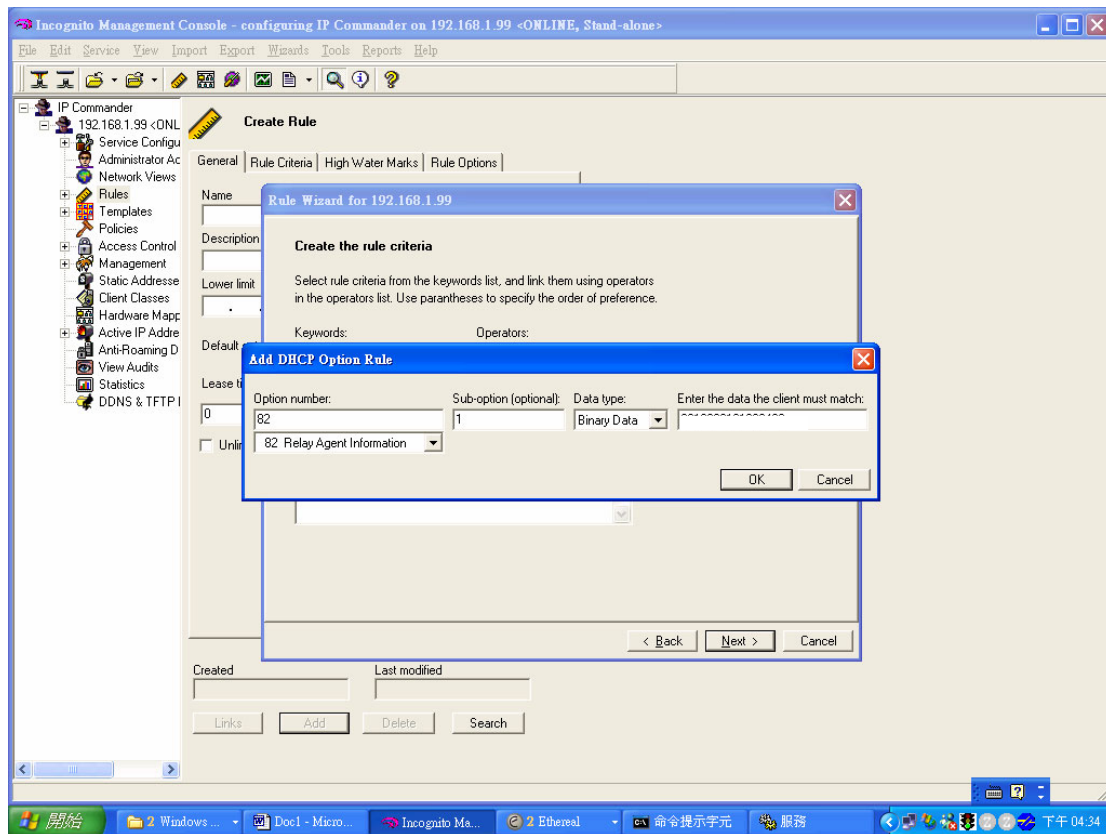 Incognito Management Console - configuring IP Commander on 192.168.1.99 <ONLINE, Stand-alone>
File Edit Service View Import Export Wizards Tools Reports Help
IP Commander
192.168.1.99 <ONL
Service Configu
Administrator Ac
Network Views
Rules
Templates
Policies
Access Control
Management
Static Addresse
Client Classes
Hardware Mapp
Active IP Addre
Anti-Roaming D
View Audits
Statistics
DDNS & TFTP
Create Rule
General Rule Criteria High Water Marks Rule Options
Name
Description
Lower limit
. .
Default
Lease ti
0
Unlir
Rule Wizard for 192.168.1.99
Create the rule criteria
Select rule criteria from the keywords list, and link them using operators
in the operators list. Use parantheses to specify the order of preference.
Keywords: Operators:
Add DHCP Option Rule
Option number: Sub-option (optional): Data type: Enter the data the client must match:
82 1 Binary Data
82 Relay Agent Information
OK Cancel
< Back Next > Cancel
Created Last modified
Links Add Delete Search
開始 2 Windows ... Doc1 - Micro... Incognito Ma... 2 Ethereal 命令提示字元 服務 下午 04:34